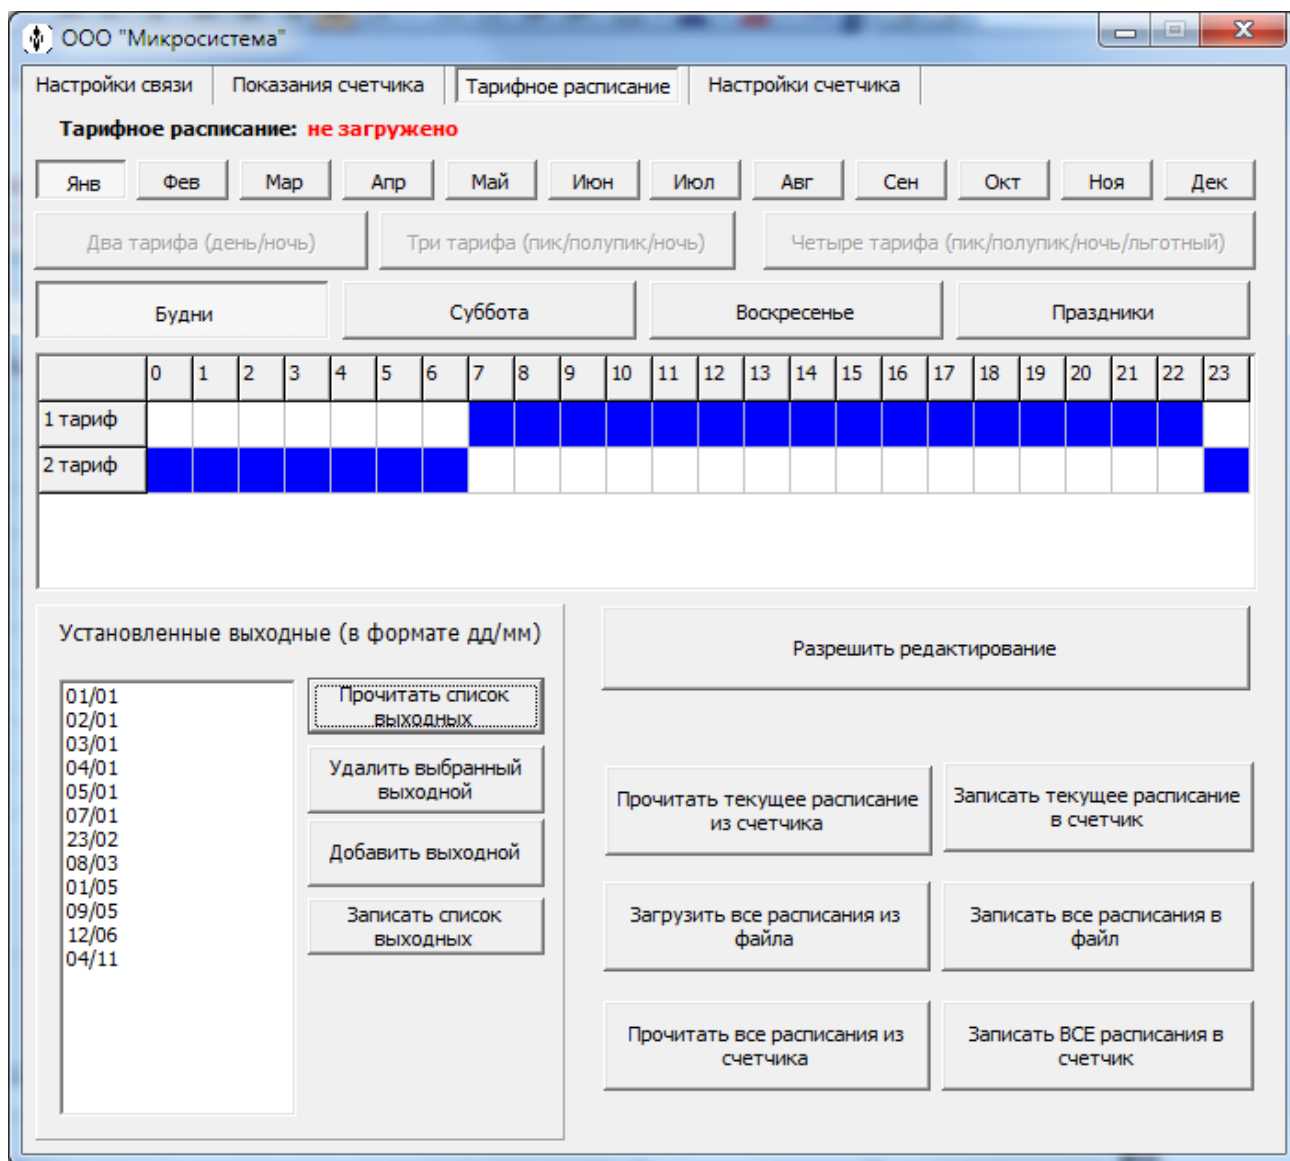 ООО "Микросистема"
Настройки связи Показания счетчика Тарифное расписание Настройки счетчика
Тарифное расписание: не загружено
Янв Фев Мар Апр Май Июн Июл Авг Сен Окт Ноя Дек
Два тарифа (день/ночь) Три тарифа (пик/полупик/ночь) Четыре тарифа (пик/полупик/ночь/льготный)
Будни Суббота Воскресенье Праздники
0 1 2 3 4 5 6 7 8 9 10 11 12 13 14 15 16 17 18 19 20 21 22 23
1 тариф
2 тариф
Установленные выходные (в формате дд/мм)
01/01
02/01
03/01
04/01
05/01
07/01
23/02
08/03
01/05
09/05
12/06
04/11
Прочитать список
выходных
Удалить выбранный
выходной
Добавить выходной
Записать список
выходных
Разрешить редактирование
Прочитать текущее расписание
из счетчика
Записать текущее расписание
в счетчик
Загрузить все расписания из
файла
Записать все расписания в
файл
Прочитать все расписания из
счетчика
Записать ВСЕ расписания в
счетчик